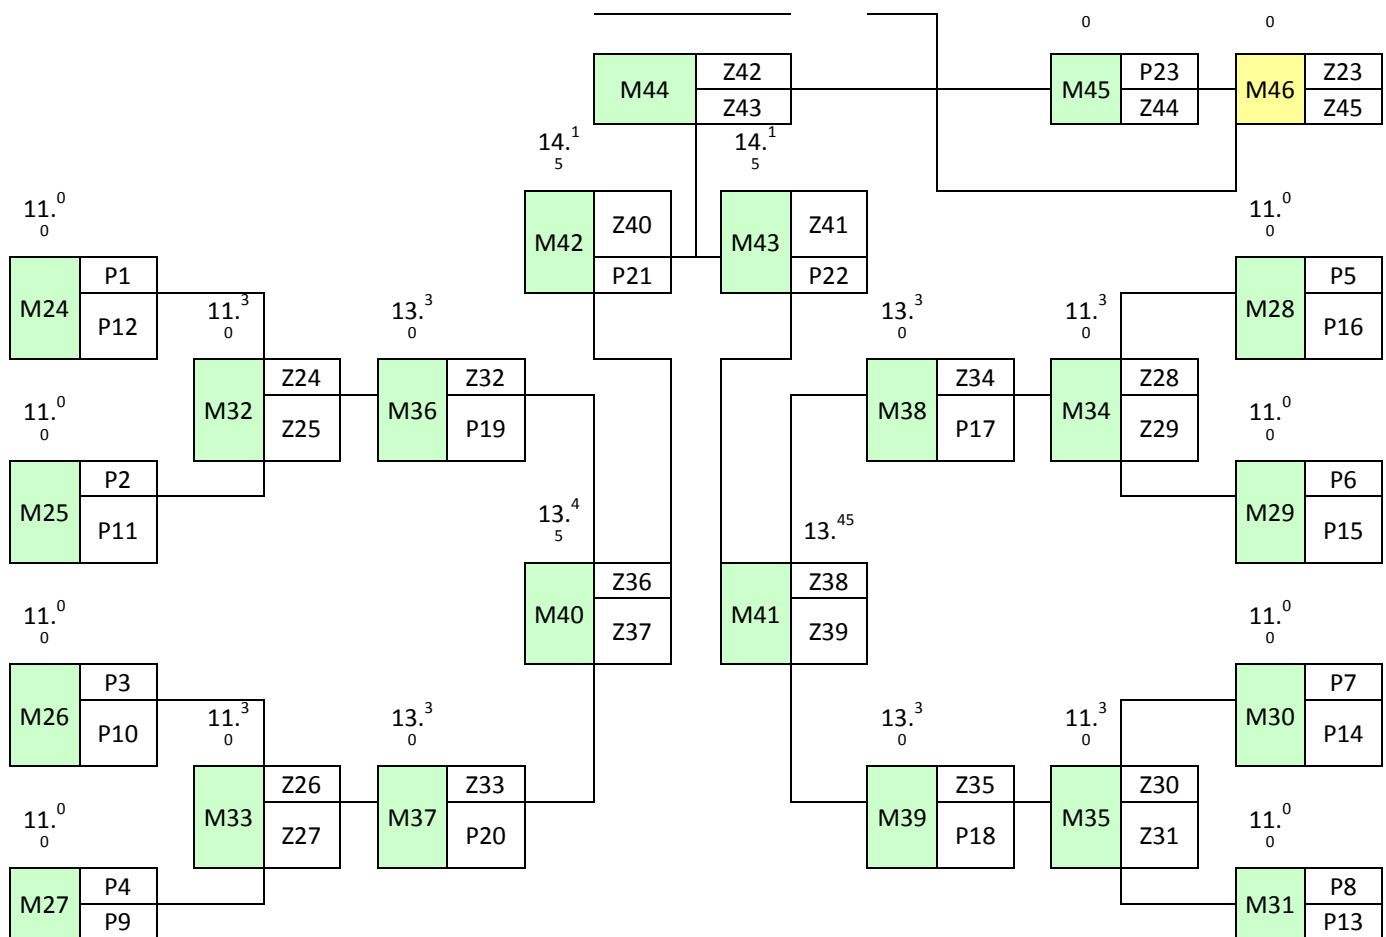 0 0
M44 Z42 Z43
M45 P23 Z44
M46 Z23 Z45
14.1 5
14.1 5
M42 Z40 P21
M43 Z41 P22
11.0 0
M24 P1 P12
11.0 0
M28 P5 P16
11.3 0
13.3 0
13.3 0
11.3 0
M32 Z24 Z25
M36 Z32 P19
M38 Z34 P17
M34 Z28 Z29
11.0 0
M25 P2 P11
11.0 0
M29 P6 P15
13.4 5
13.45
M40 Z36 Z37
M41 Z38 Z39
11.0 0
M26 P3 P10
11.0 0
M30 P7 P14
11.3 0
13.3 0
13.3 0
11.3 0
M33 Z26 Z27
M37 Z33 P20
M39 Z35 P18
M35 Z30 Z31
11.0 0
M27 P4 P9
11.0 0
M31 P8 P13